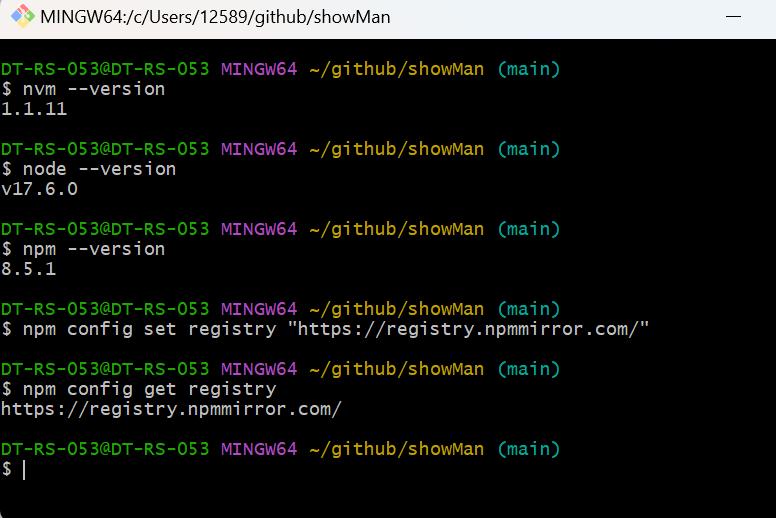 MINGW64:/c/Users/12589/github/showMan
DT-RS-053@DT-RS-053 MINGW64 ~/github/showMan (main)
$ nvm --version
1.1.11
DT-RS-053@DT-RS-053 MINGW64 ~/github/showMan (main)
$ node --version
v17.6.0
DT-RS-053@DT-RS-053 MINGW64 ~/github/showMan (main)
$ npm --version
8.5.1
DT-RS-053@DT-RS-053 MINGW64 ~/github/showMan (main)
$ npm config set registry "https://registry.npmmirror.com/"
DT-RS-053@DT-RS-053 MINGW64 ~/github/showMan (main)
$ npm config get registry
https://registry.npmmirror.com/
DT-RS-053@DT-RS-053 MINGW64 ~/github/showMan (main)
$